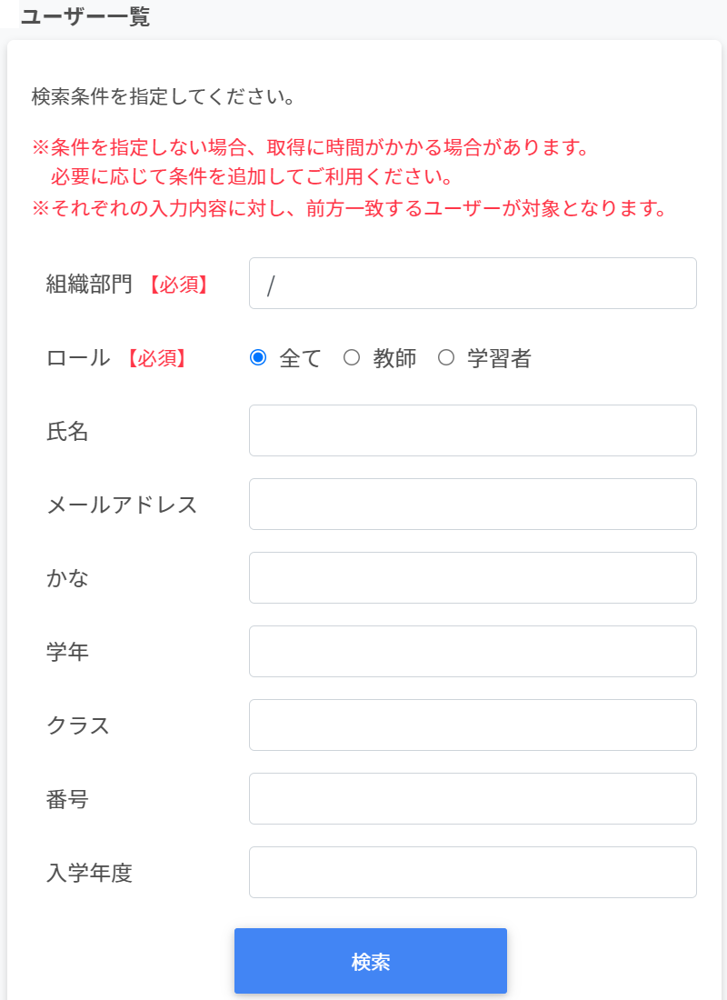 ユーザー一覧
検索条件を指定してください。
※条件を指定しない場合、取得に時間がかかる場合があります。
必要に応じて条件を追加してご利用ください。
※それぞれの入力内容に対し、前方一致するユーザーが対象となります。
組織部門 【必須】 /
ロール 【必須】 全て 教師 学習者
氏名
メールアドレス
かな
学年
クラス
番号
入学年度
検索